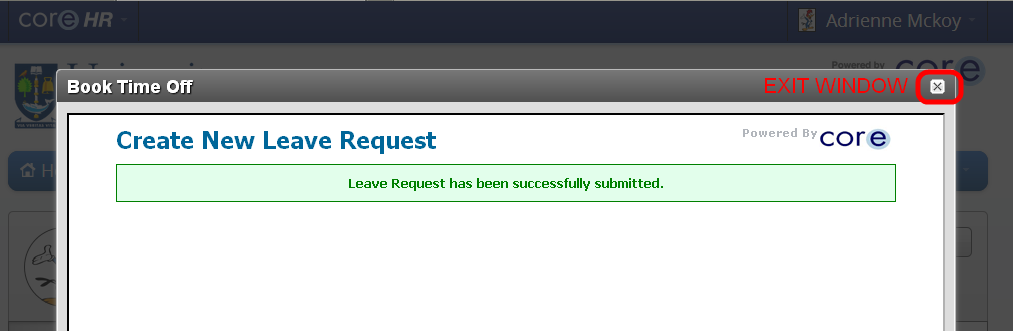 core HR
Adrienne Mckoy
Powered by
core
Book Time Off
EXIT WINDOW
Create New Leave Request
Powered By core
Leave Request has been successfully submitted.